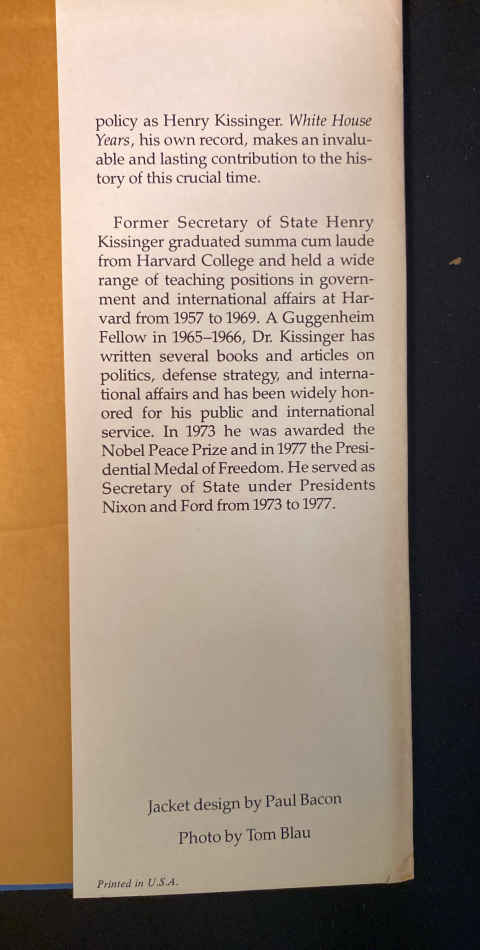 policy as Henry Kissinger. White House
Years, his own record, makes an invalu-
able and lasting contribution to the his-
tory of this crucial time.
Former Secretary of State Henry
Kissinger graduated summa cum laude
from Harvard College and held a wide
range of teaching positions in govern-
ment and international affairs at Har-
vard from 1957 to 1969. A Guggenheim
Fellow in 1965–1966, Dr. Kissinger has
written several books and articles on
politics, defense strategy, and interna-
tional affairs and has been widely hon-
ored for his public and international
service. In 1973 he was awarded the
Nobel Peace Prize and in 1977 the Presi-
dential Medal of Freedom. He served as
Secretary of State under Presidents
Nixon and Ford from 1973 to 1977.
Jacket design by Paul Bacon
Photo by Tom Blau
Printed in U.S.A.